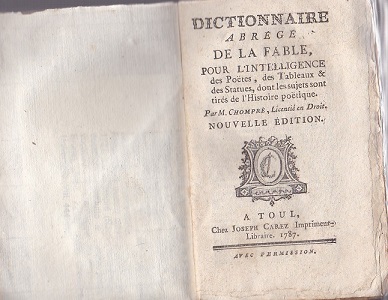 DICTIONNAIRE
ABRÉGÉ
DE LA FABLE,
POUR L'INTELLIGENCE
des Poëtes, des Tableaux &
des Statues, dont les sujets sont
tirés de l'Histoire poëtique.
Par M. CHOMPRÉ, Licentié en Droit.
NOUVELLE ÉDITION.
A TOUL,
Chez JOSEPH CAREZ Imprimeur-
Libraire. 1787.
AVEC PERMISSION.